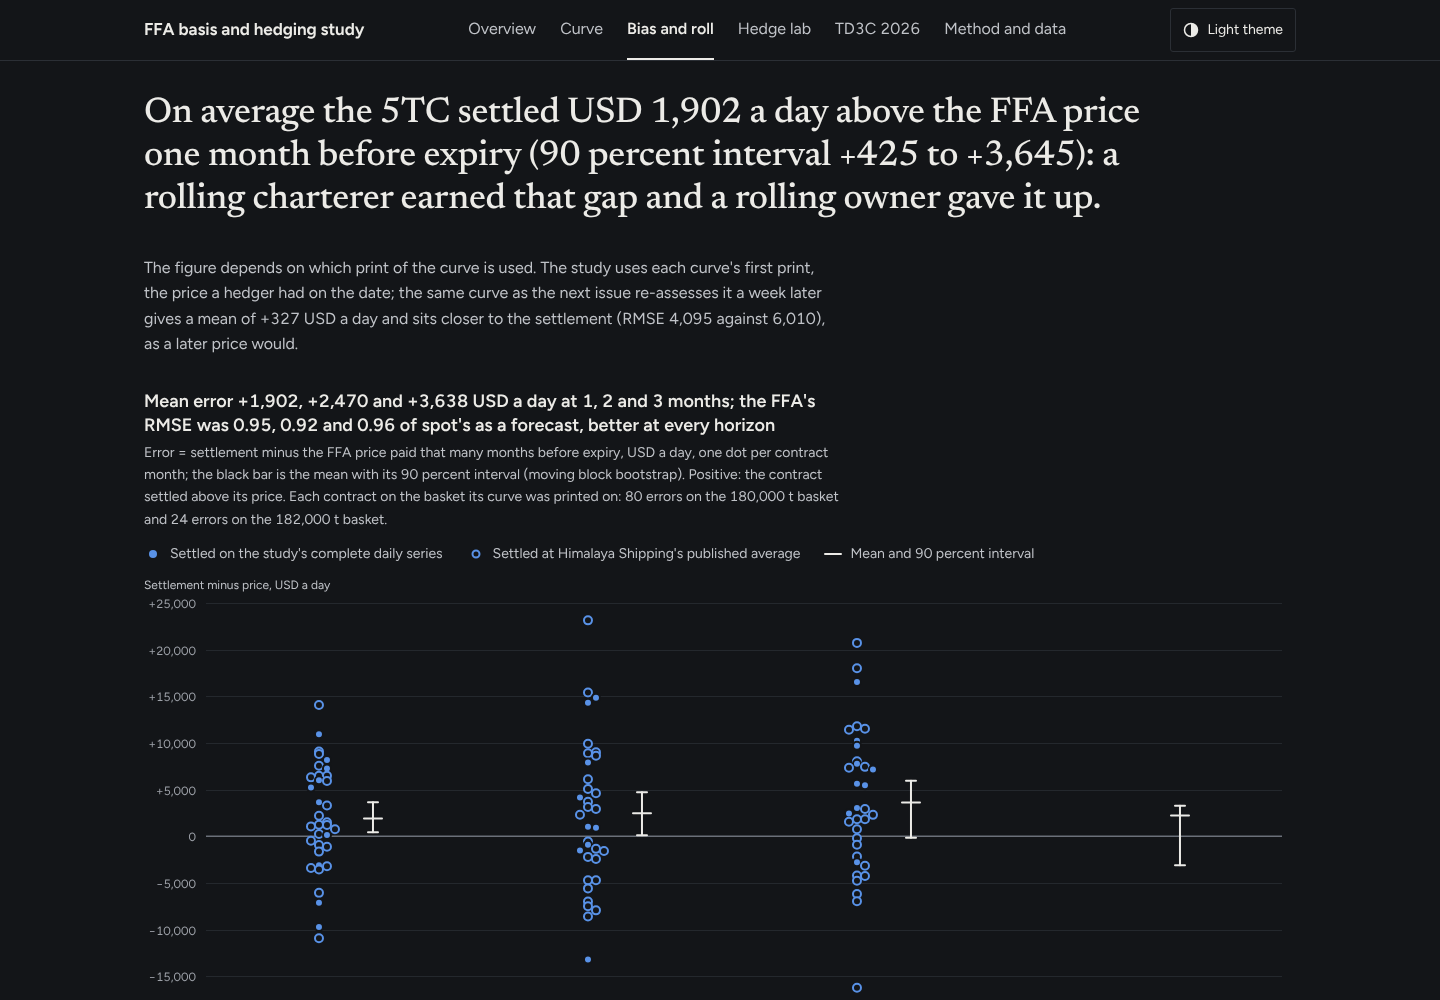 FFA basis and hedging study
Overview
Curve
Bias and roll
Hedge lab
TD3C 2026
Method and data
Light theme
On average the 5TC settled USD 1,902 a day above the FFA price
one month before expiry (90 percent interval +425 to +3,645): a
rolling charterer earned that gap and a rolling owner gave it up.
The figure depends on which print of the curve is used. The study uses each curve's first print,
the price a hedger had on the date; the same curve as the next issue re-assesses it a week later
gives a mean of +327 USD a day and sits closer to the settlement (RMSE 4,095 against 6,010),
as a later price would.
Mean error +1,902, +2,470 and +3,638 USD a day at 1, 2 and 3 months; the FFA's
RMSE was 0.95, 0.92 and 0.96 of spot's as a forecast, better at every horizon
Error = settlement minus the FFA price paid that many months before expiry, USD a day, one dot per contract
month; the black bar is the mean with its 90 percent interval (moving block bootstrap). Positive: the contract
settled above its price. Each contract on the basket its curve was printed on: 80 errors on the 180,000 t basket
and 24 errors on the 182,000 t basket.
Settled on the study's complete daily series
Settled at Himalaya Shipping's published average
Mean and 90 percent interval
Settlement minus price, USD a day
+25,000
+20,000
+15,000
+10,000
+5,000
0
−5,000
−10,000
−15,000